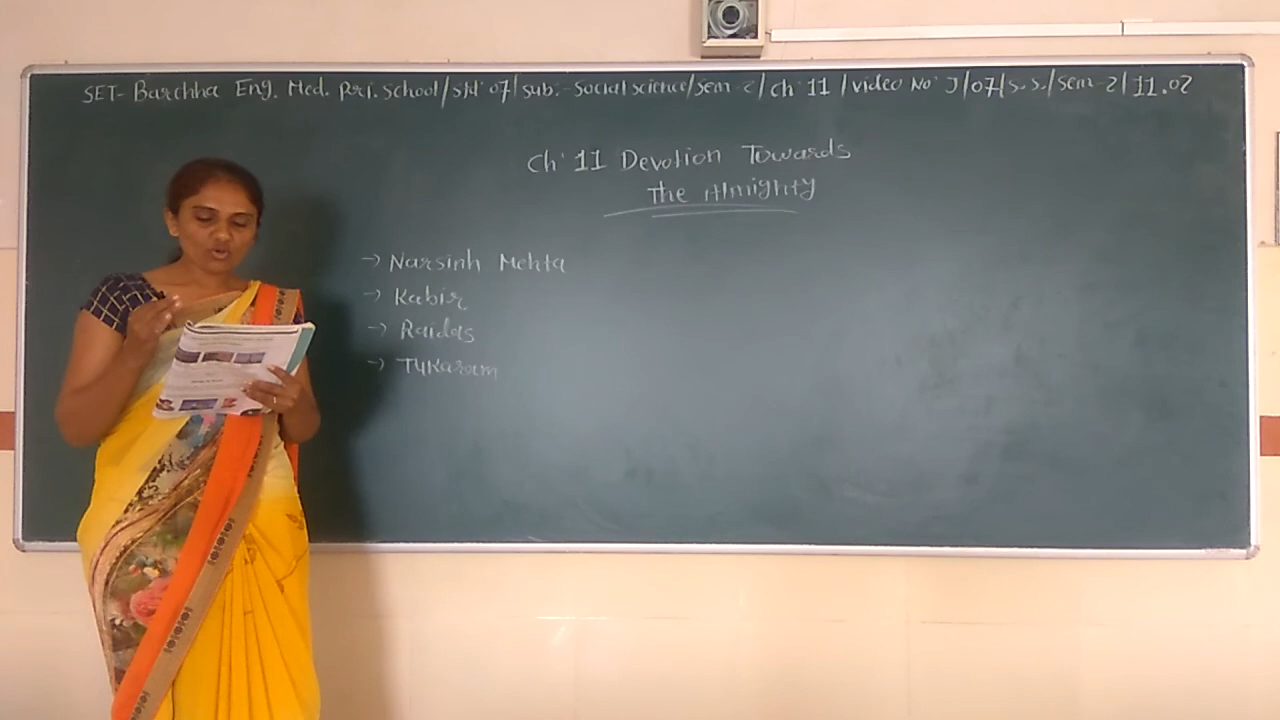 SET- Barchha Eng. Med. Pri. School/std: 07/sub:- Social science/sem-2/ch: 11 /video No: J/07/S.S./Sem-2/11.02
Ch: 11 Devotion Towards
The Almighty
→ Narsinh Mehta
→ Kabir
→ Raidas
→ Tukaram